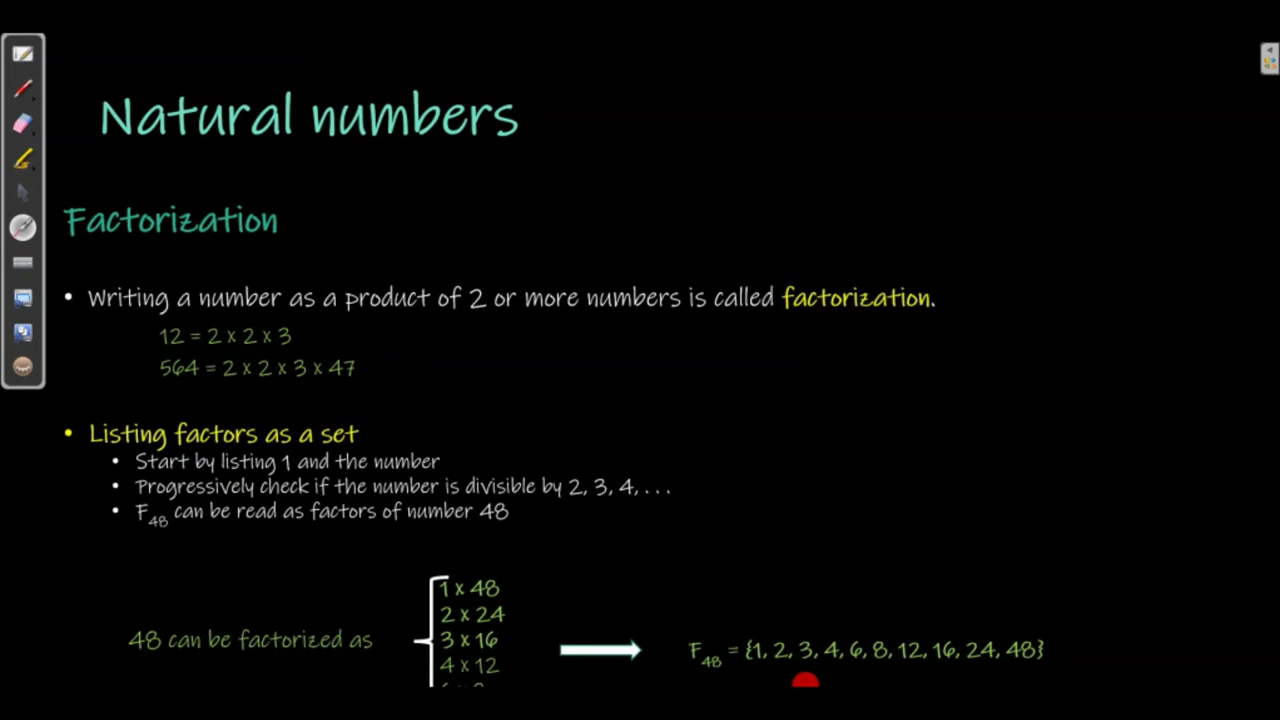 Natural numbers
Factorization
• Writing a number as a product of 2 or more numbers is called factorization.
12 = 2 x 2 x 3
564 = 2 x 2 x 3 x 47
• Listing factors as a set
• Start by listing 1 and the number
• Progressively check if the number is divisible by 2, 3, 4, . . .
• F48 can be read as factors of number 48
48 can be factorized as
1 x 48
2 x 24
3 x 16
4 x 12
F48 = {1, 2, 3, 4, 6, 8, 12, 16, 24, 48}